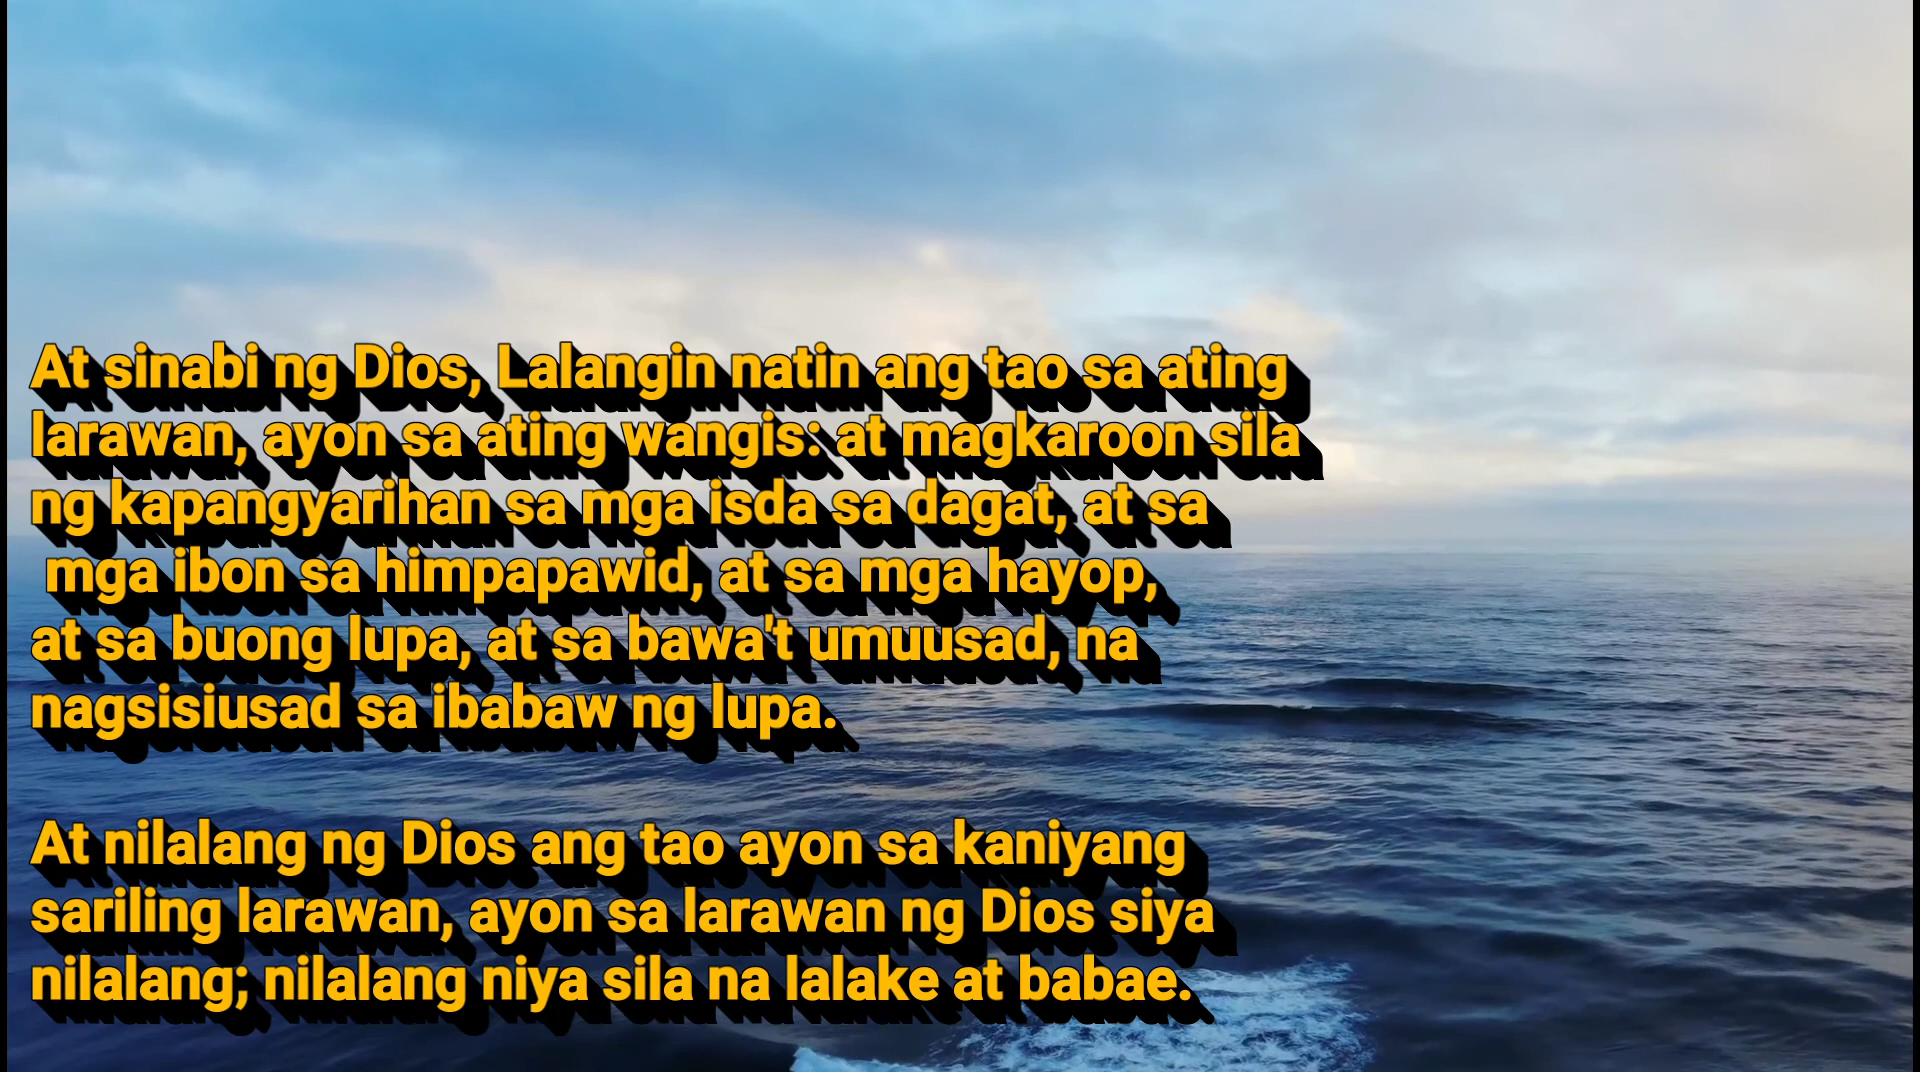 At sinabi ng Dios, Lalangin natin ang tao sa ating
larawan, ayon sa ating wangis: at magkaroon sila
ng kapangyarihan sa mga isda sa dagat, at sa
mga ibon sa himpapawid, at sa mga hayop,
at sa buong lupa, at sa bawa't umuusad, na
nagsisiusad sa ibabaw ng lupa.
At nilalang ng Dios ang tao ayon sa kaniyang
sariling larawan, ayon sa larawan ng Dios siya
nilalang; nilalang niya sila na lalake at babae.